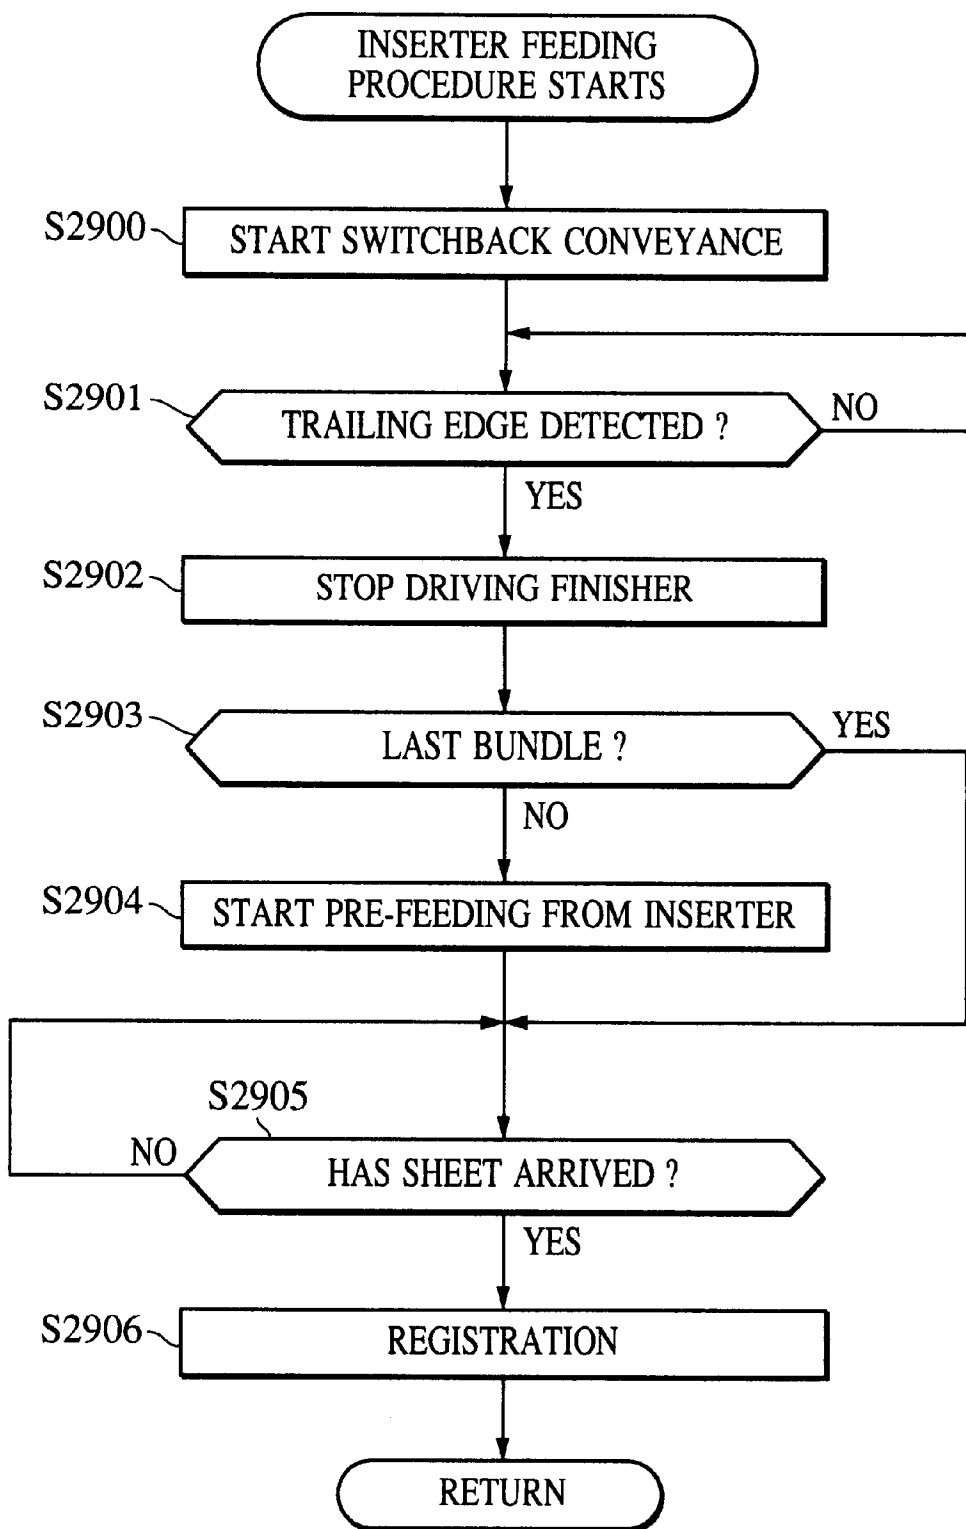 INSERTER FEEDING
PROCEDURE STARTS
S2900
START SWITCHBACK CONVEYANCE
S2901
TRAILING EDGE DETECTED ?
NO
YES
S2902
STOP DRIVING FINISHER
S2903
LAST BUNDLE ?
YES
NO
S2904
START PRE-FEEDING FROM INSERTER
S2905
NO
HAS SHEET ARRIVED ?
YES
S2906
REGISTRATION
RETURN